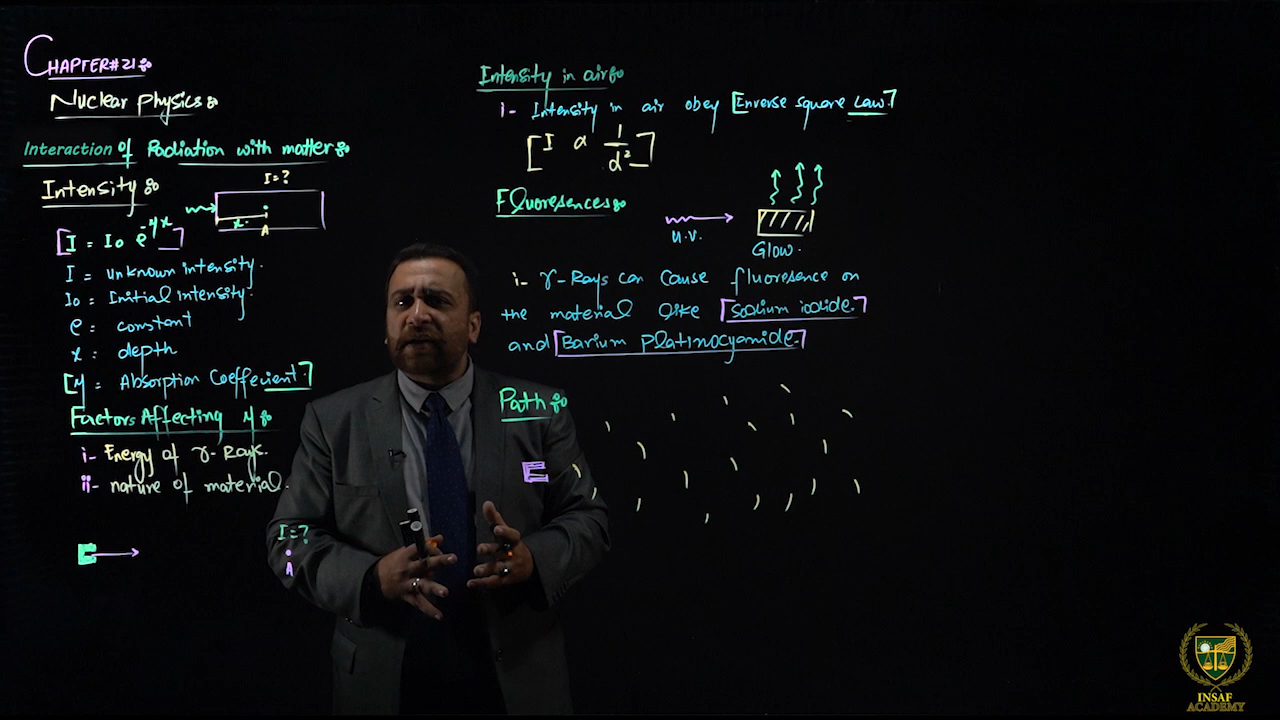 CHAPTER#21:
Nuclear Physics:
Interaction of Radiation with matter:
Intensity:
I=?
x
A
[I = I₀ e^-μx]
I = unknown intensity.
I₀ = Initial intensity.
e = constant
x = depth
[μ = Absorption Coeffecient.]
Factors Affecting μ:
i- Energy of γ-Rays.
ii- nature of material.
I=?
A
Intensity in air:
i- Intensity in air obey [Inverse square Law.]
[I α 1/d²]
Fluoresences:
u.v.
Glow.
i- γ-Rays can cause fluoresence on
the material like [Sodium iodide.]
and [Barium platinocyanide.]
Path:
INSAF
ACADEMY